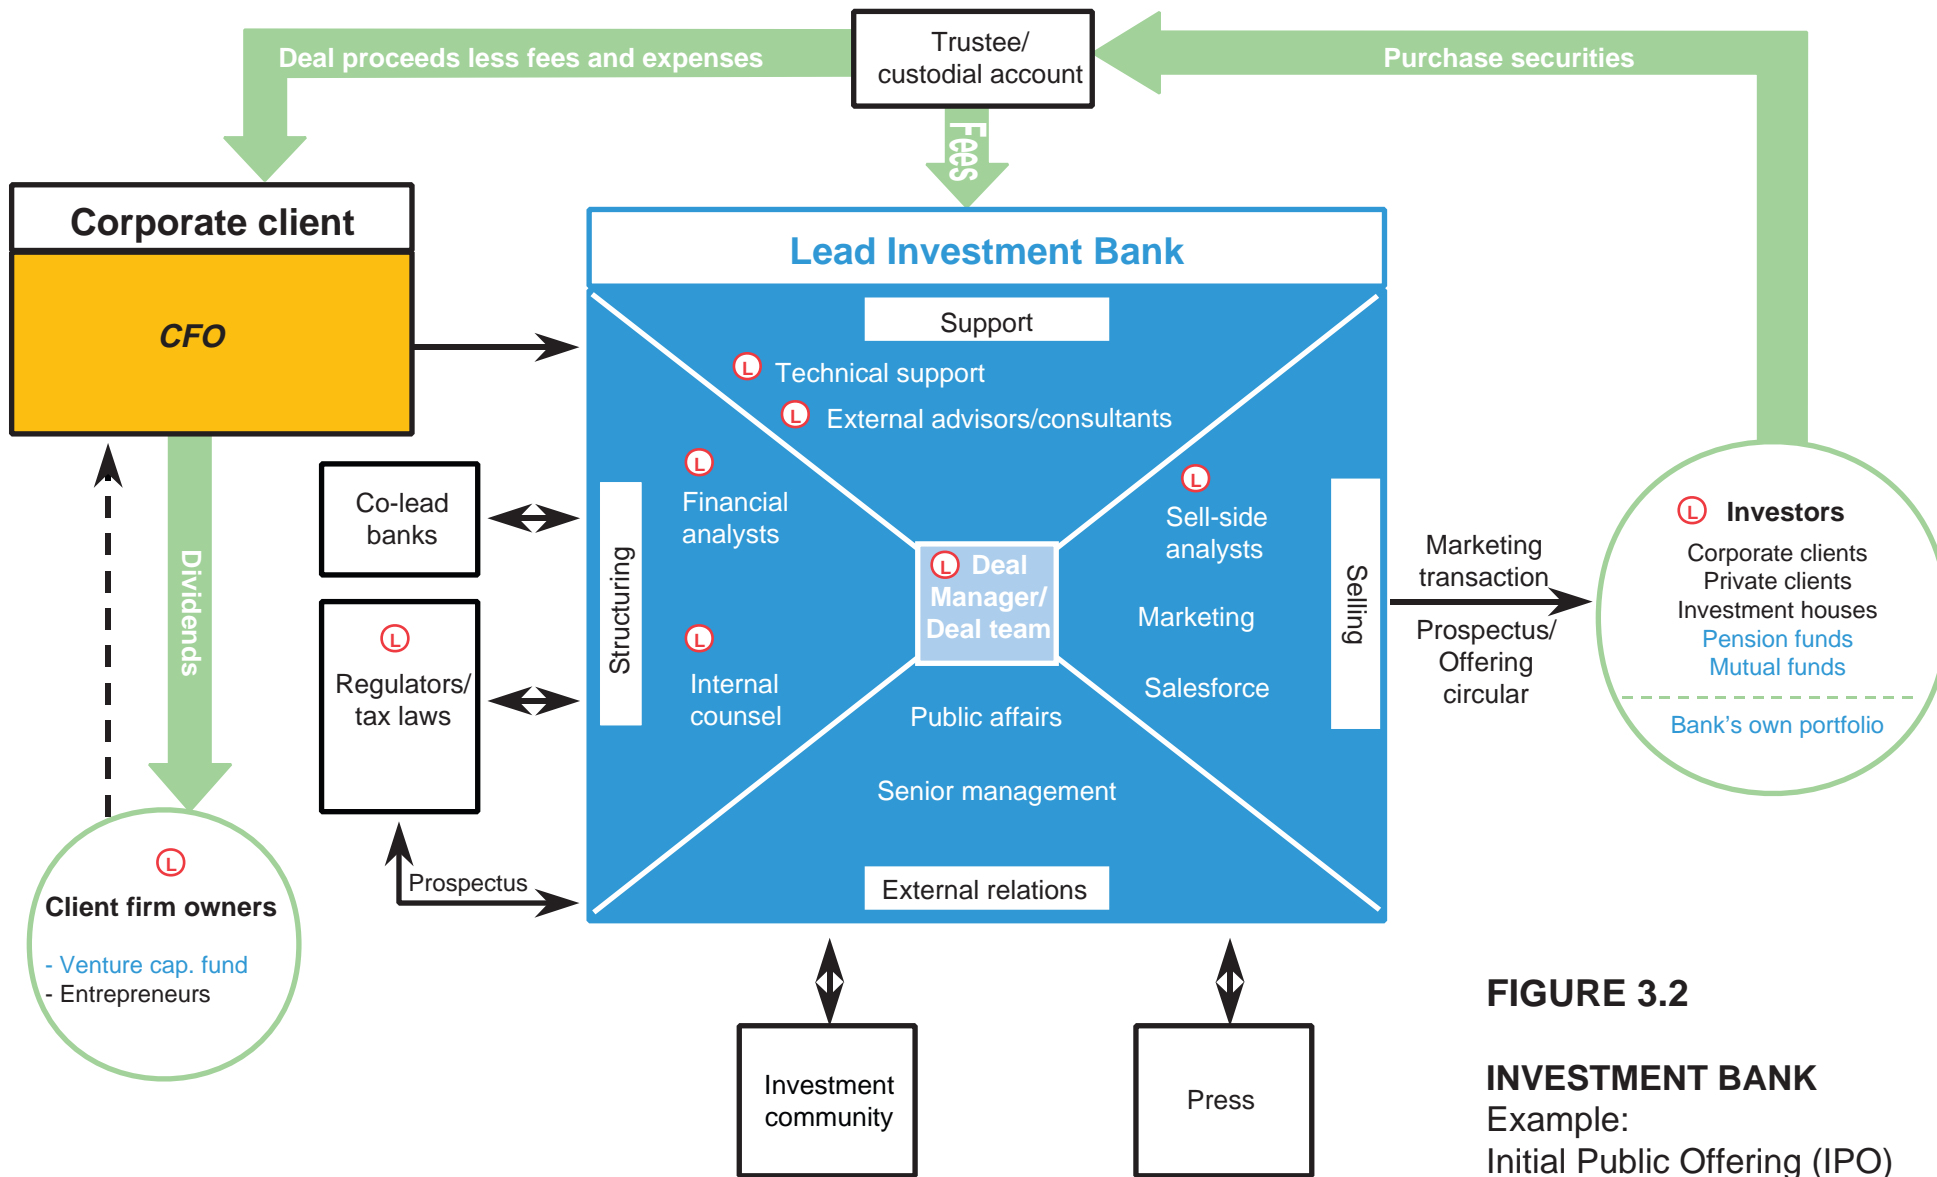 Deal proceeds less fees and expenses
Trustee/
custodial account
Purchase securities
Fees
Corporate client
CFO
Lead Investment Bank
Support
L Technical support
L External advisors/consultants
Co-lead
banks
L
Regulators/
tax laws
Structuring
L
Financial
analysts
L
Internal
counsel
L Deal
Manager/
Deal team
L
Sell-side
analysts
Marketing
Salesforce
Selling
Public affairs
Senior management
External relations
Marketing
transaction
Prospectus/
Offering
circular
L Investors
Corporate clients
Private clients
Investment houses
Pension funds
Mutual funds
Bank’s own portfolio
Dividends
Prospectus
L
Client firm owners
- Venture cap. fund
- Entrepreneurs
Investment
community
Press
FIGURE 3.2
INVESTMENT BANK
Example:
Initial Public Offering (IPO)